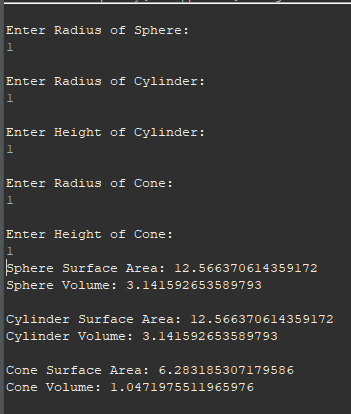 Enter Radius of Sphere:
1
Enter Radius of Cylinder:
1
Enter Height of Cylinder:
1
Enter Radius of Cone:
1
Enter Height of Cone:
1
Sphere Surface Area: 12.566370614359172
Sphere Volume: 3.141592653589793
Cylinder Surface Area: 12.566370614359172
Cylinder Volume: 3.141592653589793
Cone Surface Area: 6.283185307179586
Cone Volume: 1.0471975511965976